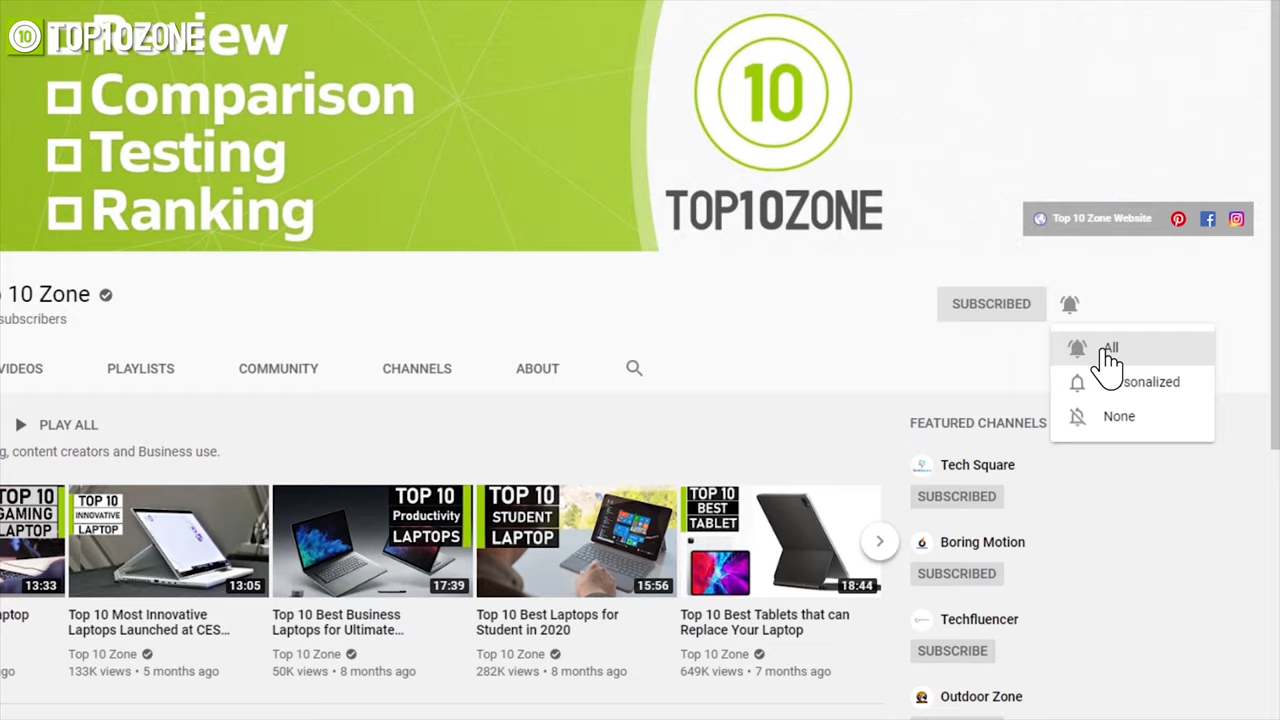 10
TOP10ZONE
Review
Comparison
Testing
Ranking
10
TOP10ZONE
Top 10 Zone Website
10 Zone
subscribers
SUBSCRIBED
All
sonalized
None
VIDEOS
PLAYLISTS
COMMUNITY
CHANNELS
ABOUT
PLAY ALL
g, content creators and Business use.
TOP 10
GAMING
LAPTOP
13:33
aptop
go
TOP 10
INNOVATIVE
LAPTOP
13:05
Top 10 Most Innovative
Laptops Launched at CES...
Top 10 Zone
133K views • 5 months ago
TOP 10
Productivity
LAPTOPS
17:39
Top 10 Best Business
Laptops for Ultimate...
Top 10 Zone
50K views • 8 months ago
TOP 10
STUDENT
LAPTOP
15:56
Top 10 Best Laptops for
Student in 2020
Top 10 Zone
282K views • 8 months ago
TOP 10
BEST
TABLET
18:44
Top 10 Best Tablets that can
Replace Your Laptop
Top 10 Zone
649K views • 7 months ago
FEATURED CHANNELS
Tech Square
SUBSCRIBED
Boring Motion
SUBSCRIBED
Techfluencer
SUBSCRIBE
Outdoor Zone